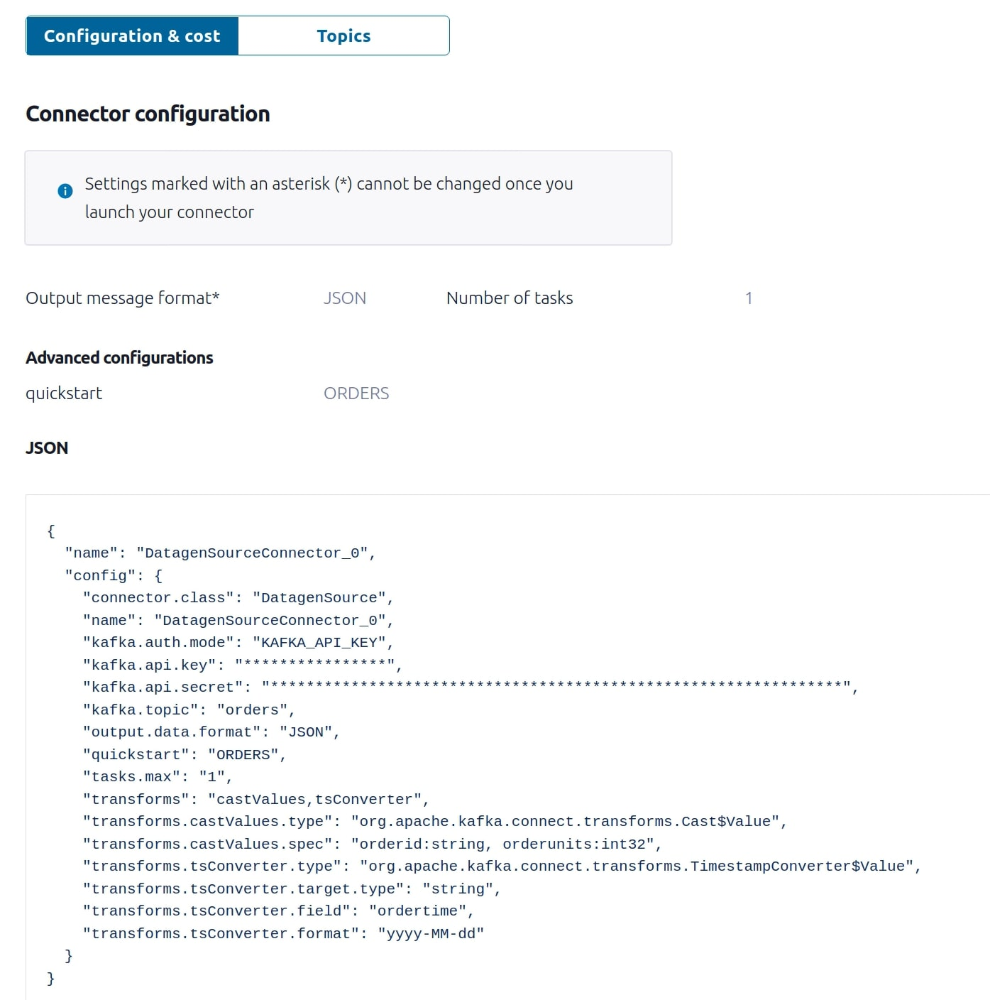 Configuration & cost
Topics
Connector configuration
Settings marked with an asterisk (*) cannot be changed once you
launch your connector
Output message format* JSON Number of tasks 1
Advanced configurations
quickstart ORDERS
JSON
{
  "name": "DatagenSourceConnector_0",
  "config": {
    "connector.class": "DatagenSource",
    "name": "DatagenSourceConnector_0",
    "kafka.auth.mode": "KAFKA_API_KEY",
    "kafka.api.key": "****************",
    "kafka.api.secret": "****************************************************************",
    "kafka.topic": "orders",
    "output.data.format": "JSON",
    "quickstart": "ORDERS",
    "tasks.max": "1",
    "transforms": "castValues,tsConverter",
    "transforms.castValues.type": "org.apache.kafka.connect.transforms.Cast$Value",
    "transforms.castValues.spec": "orderid:string, orderunits:int32",
    "transforms.tsConverter.type": "org.apache.kafka.connect.transforms.TimestampConverter$Value",
    "transforms.tsConverter.target.type": "string",
    "transforms.tsConverter.field": "ordertime",
    "transforms.tsConverter.format": "yyyy-MM-dd"
  }
}